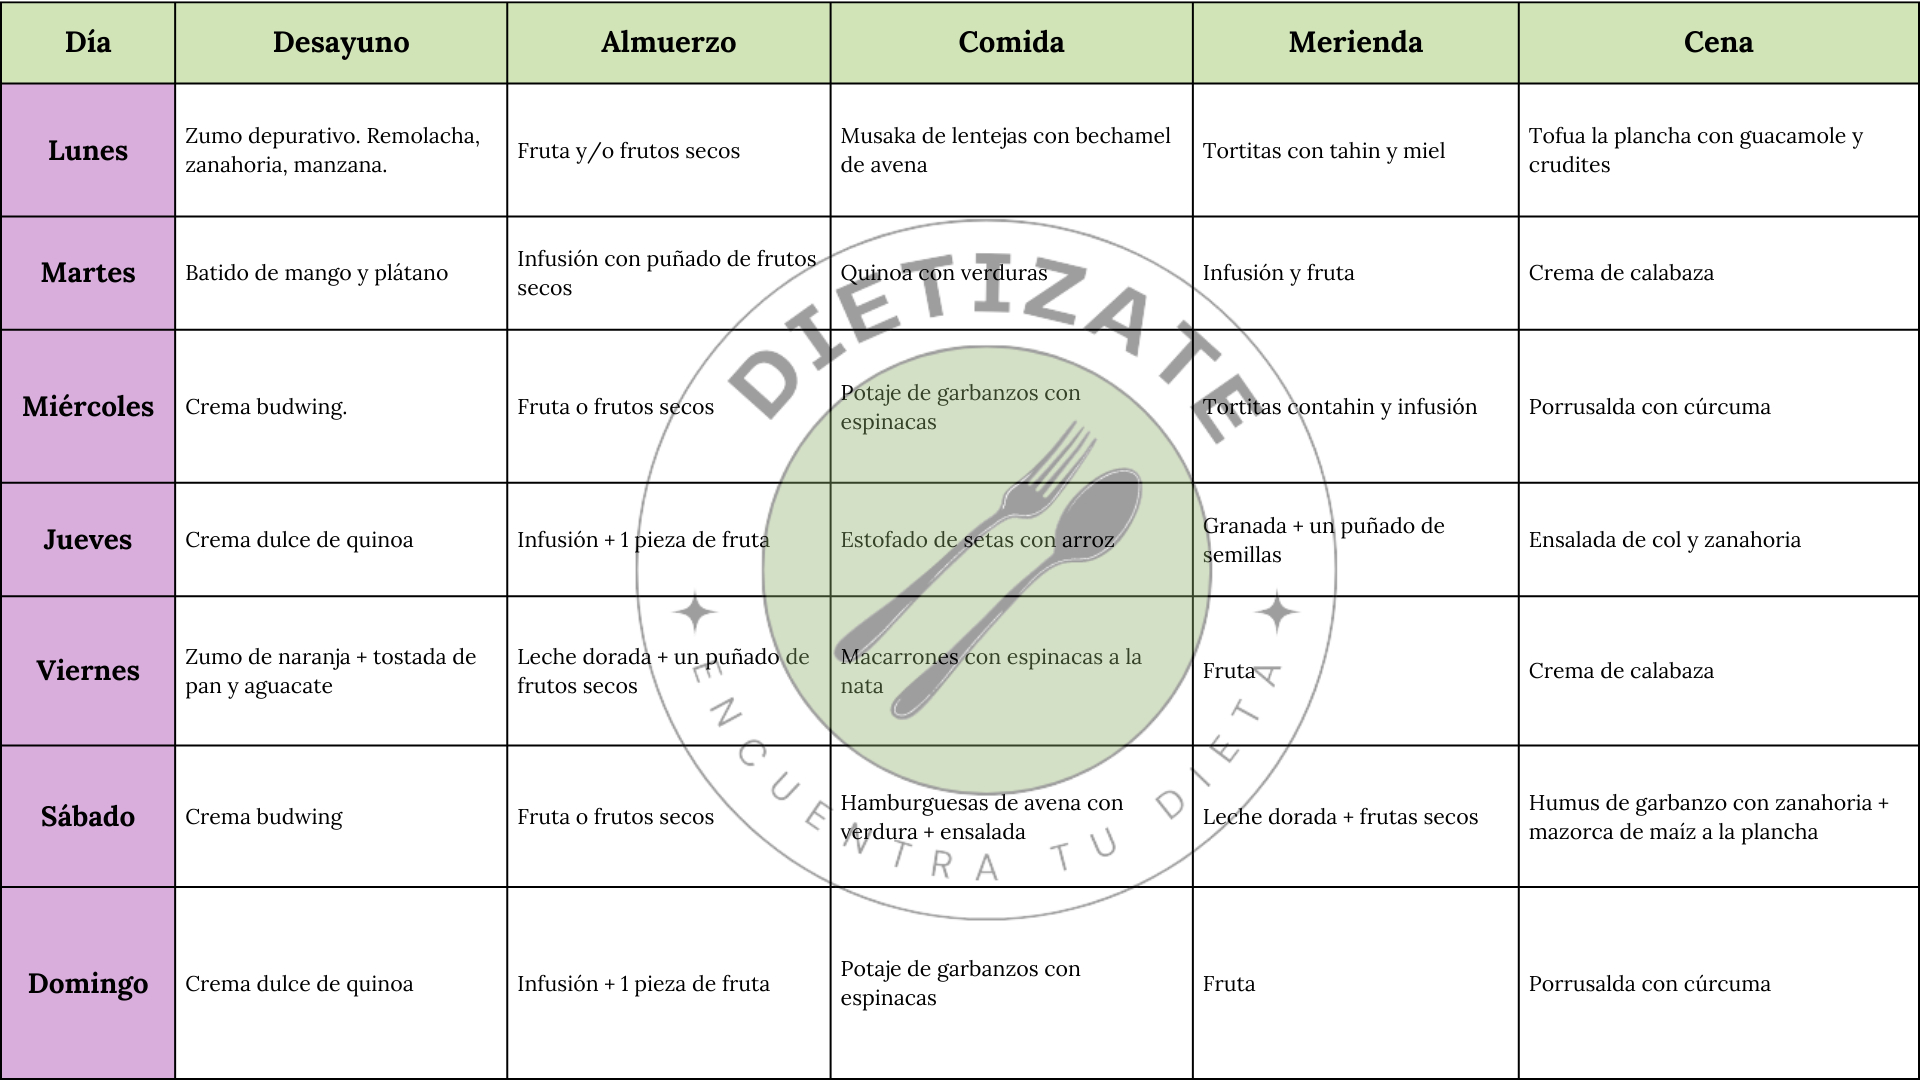 Día
Desayuno
Almuerzo
Comida
Merienda
Cena
Lunes
Zumo depurativo. Remolacha,
zanahoria, manzana.
Fruta y/o frutos secos
Musaka de lentejas con bechamel
de avena
Tortitas con tahin y miel
Tofua la plancha con guacamole y
crudites
Martes
Batido de mango y plátano
Infusión con puñado de frutos
secos
Quinoa con verduras
Infusión y fruta
Crema de calabaza
Miércoles
Crema budwing.
Fruta o frutos secos
Potaje de garbanzos con
espinacas
Tortitas contahin y infusión
Porrusalda con cúrcuma
Jueves
Crema dulce de quinoa
Infusión + 1 pieza de fruta
Estofado de setas con arroz
Granada + un puñado de
semillas
Ensalada de col y zanahoria
Viernes
Zumo de naranja + tostada de
pan y aguacate
Leche dorada + un puñado de
frutos secos
Macarrones con espinacas a la
nata
Fruta
Crema de calabaza
Sábado
Crema budwing
Fruta o frutos secos
Hamburguesas de avena con
verdura + ensalada
Leche dorada + frutas secos
Humus de garbanzo con zanahoria +
mazorca de maíz a la plancha
Domingo
Crema dulce de quinoa
Infusión + 1 pieza de fruta
Potaje de garbanzos con
espinacas
Fruta
Porrusalda con cúrcuma
DIETIZATE
ENCUENTRA TU DIETA